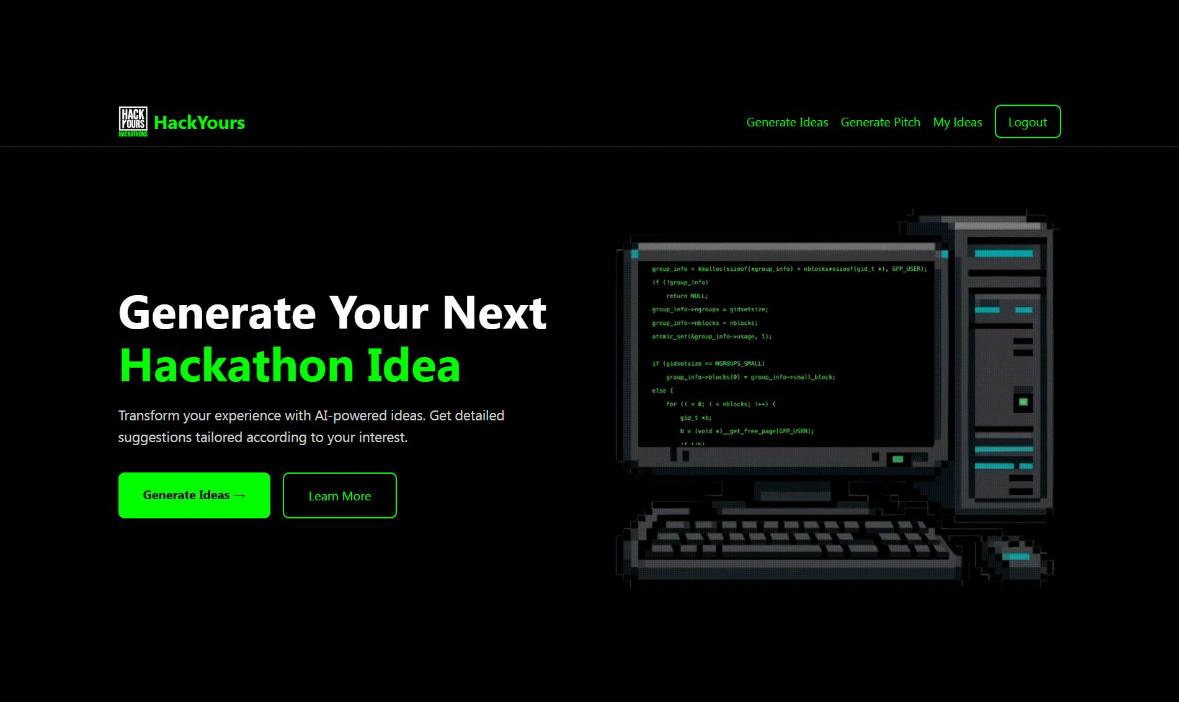 HACK
YOURS
HACKATHONS
HackYours
Generate Ideas
Generate Pitch
My Ideas
Logout
Generate Your Next
Hackathon Idea
Transform your experience with AI-powered ideas. Get detailed
suggestions tailored according to your interest.
Generate Ideas →
Learn More
group_info = kmalloc(sizeof(*group_info) + nblocks*sizeof(gid_t *), GFP_USER);
if (!group_info)
return NULL;
group_info->ngroups = gidsetsize;
group_info->nblocks = nblocks;
atomic_set(&group_info->usage, 1);
if (gidsetsize <= NGROUPS_SMALL)
group_info->blocks[0] = group_info->small_block;
else {
for (i = 0; i < nblocks; i++) {
gid_t *b;
b = (void *)__get_free_page(GFP_USER);
if (!b)